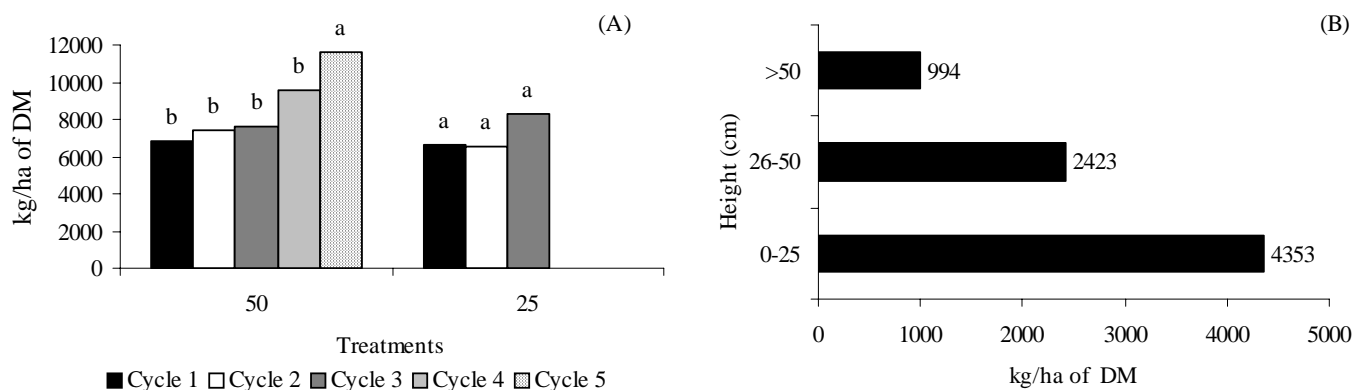 (A)
kg/ha of DM
12000
10000
8000
6000
4000
2000
0
b
b
b
b
a
a
a
a
50
25
Treatments
Cycle 1 Cycle 2 Cycle 3 Cycle 4 Cycle 5
(B)
Height (cm)
>50
26-50
0-25
994
2423
4353
0 1000 2000 3000 4000 5000
kg/ha of DM